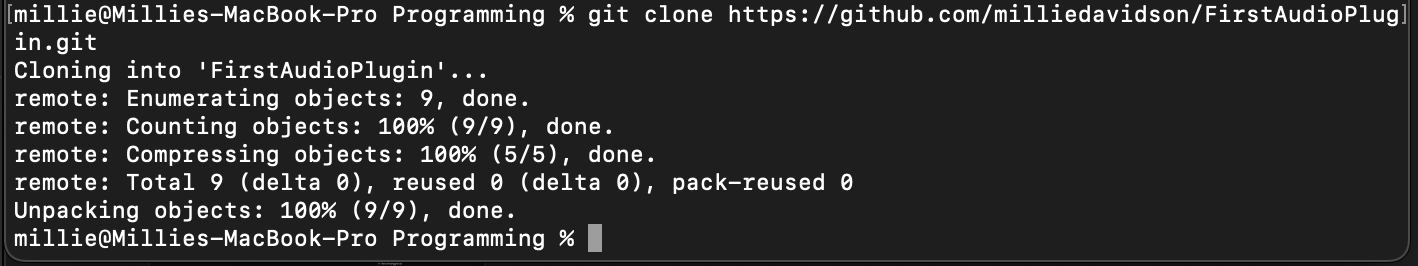 [millie@Millies-MacBook-Pro Programming % git clone https://github.com/milliedavidson/FirstAudioPlug]
in.git
Cloning into 'FirstAudioPlugin'...
remote: Enumerating objects: 9, done.
remote: Counting objects: 100% (9/9), done.
remote: Compressing objects: 100% (5/5), done.
remote: Total 9 (delta 0), reused 0 (delta 0), pack-reused 0
Unpacking objects: 100% (9/9), done.
millie@Millies-MacBook-Pro Programming %